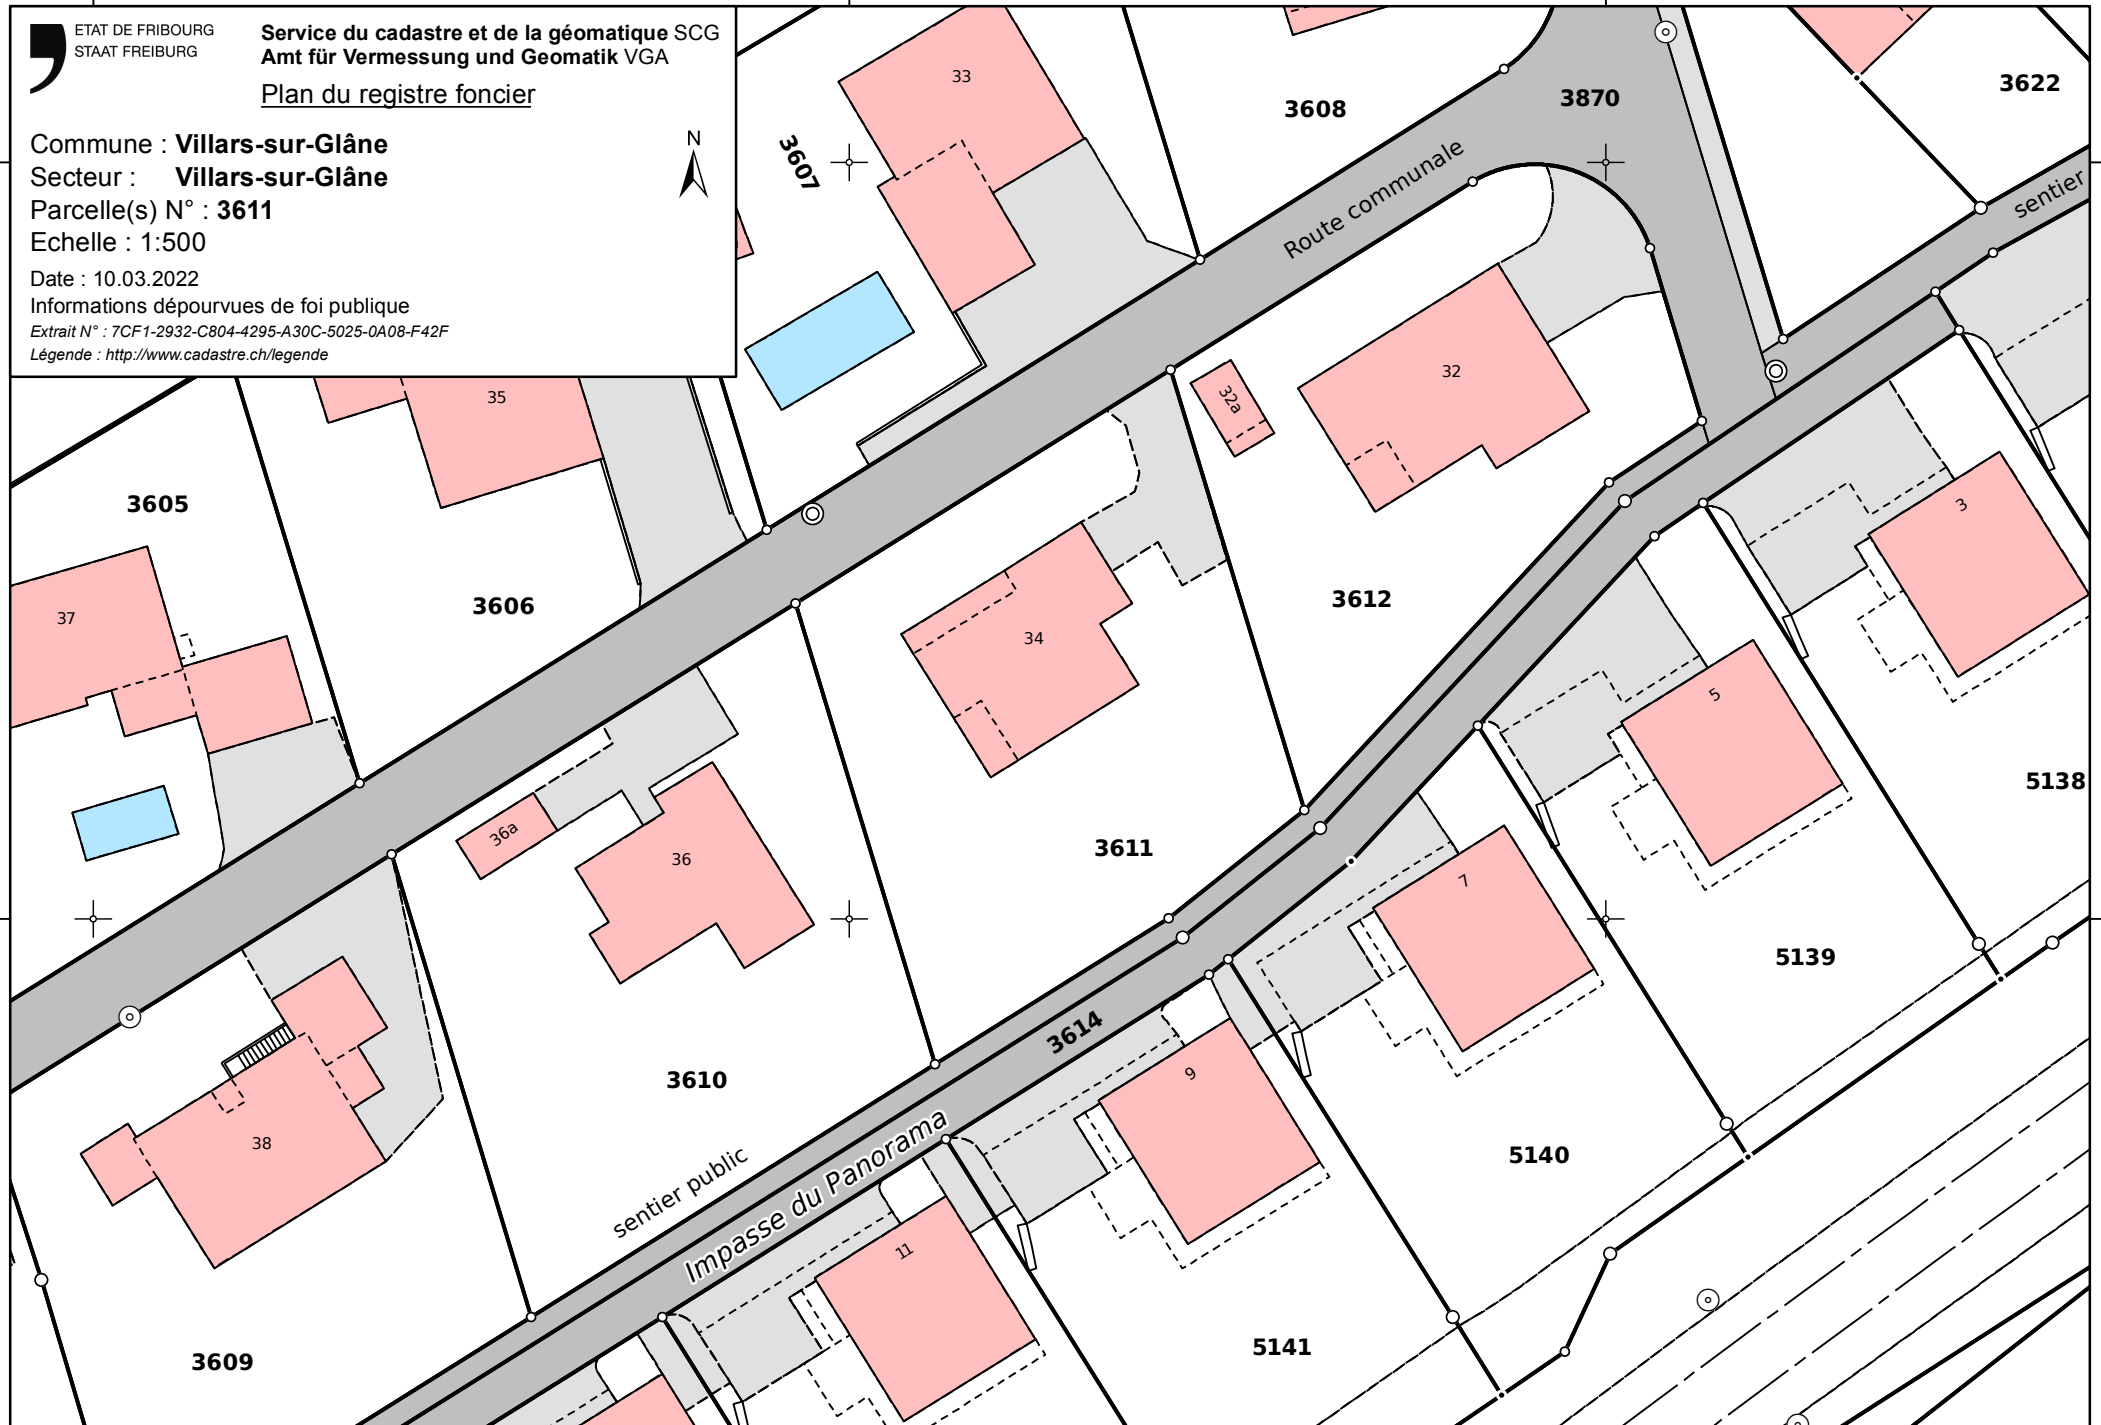 ETAT DE FRIBOURG
STAAT FREIBURG
Service du cadastre et de la géomatique SCG
Amt für Vermessung und Geomatik VGA
Plan du registre foncier
Commune : Villars-sur-Glâne
Secteur : Villars-sur-Glâne
Parcelle(s) N° : 3611
Echelle : 1:500
Date : 10.03.2022
Informations dépourvues de foi publique
Extrait N° : 7CF1-2932-C804-4295-A30C-5025-0A08-F42F
Légende : http://www.cadastre.ch/legende
N
33
3607
3608
3870
3622
Route communale
sentier
35
32a
32
3605
3606
37
34
3612
3
5
5138
36a
36
3611
7
5139
3614
3610
9
38
5140
sentier public
Impasse du Panorama
11
3609
5141